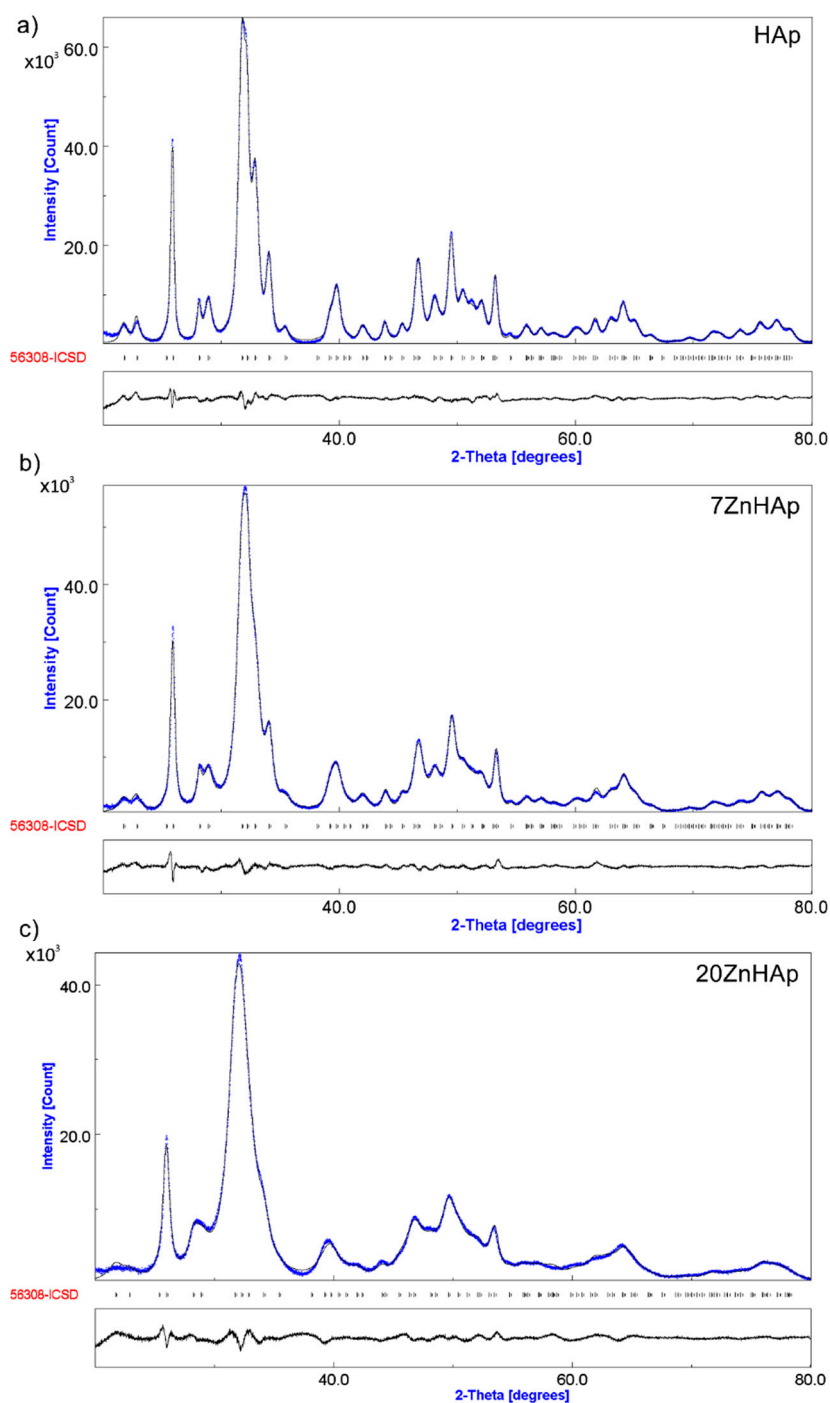 a)
HAp
x10³
60.0
40.0
20.0
Intensity [Count]
56308-ICSD
40.0 60.0 80.0
2-Theta [degrees]
b)
7ZnHAp
x10³
40.0
20.0
Intensity [Count]
56308-ICSD
40.0 60.0 80.0
2-Theta [degrees]
c)
20ZnHAp
x10³
40.0
20.0
Intensity [Count]
56308-ICSD
40.0 60.0 80.0
2-Theta [degrees]